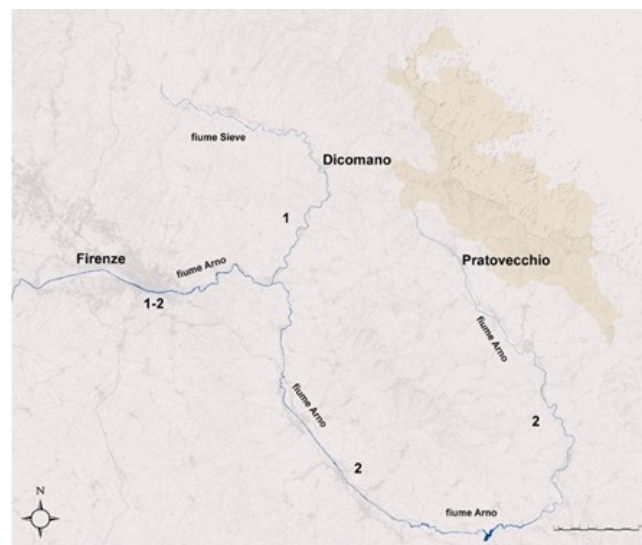 fiume Sieve
Dicomano
1
Firenze
fiume Arno
Pratovecchio
1-2
fiume Arno
fiume Arno
2
2
fiume Arno
N